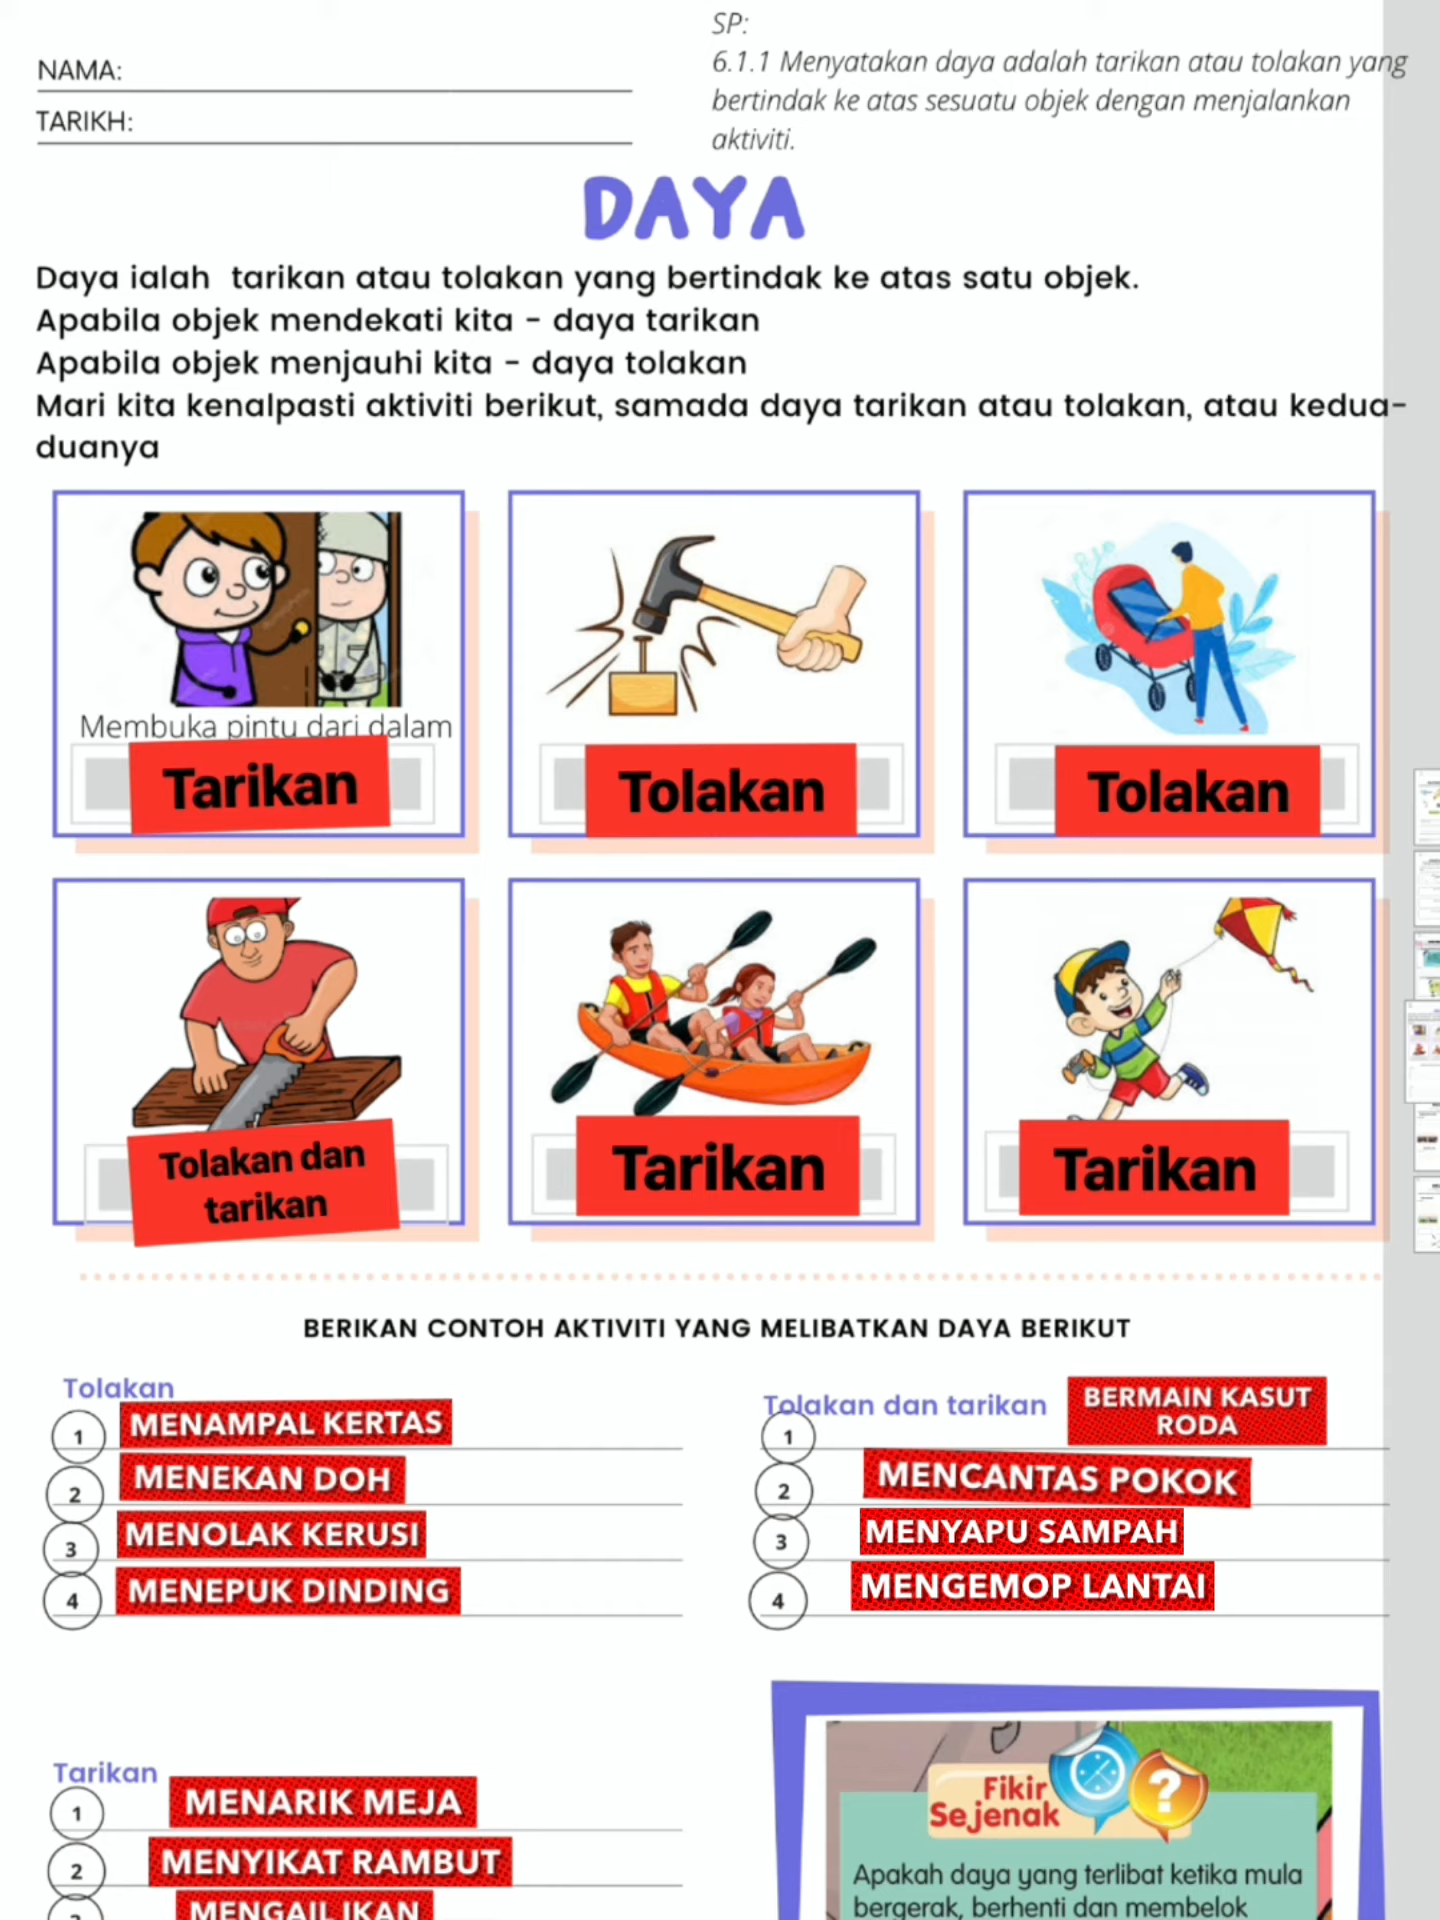 NAMA:
TARIKH:
SP:
6.1.1 Menyatakan daya adalah tarikan atau tolakan yang
bertindak ke atas sesuatu objek dengan menjalankan
aktiviti.
DAYA
Daya ialah tarikan atau tolakan yang bertindak ke atas satu objek.
Apabila objek mendekati kita - daya tarikan
Apabila objek menjauhi kita - daya tolakan
Mari kita kenalpasti aktiviti berikut, samada daya tarikan atau tolakan, atau kedua-
duanya
Membuka pintu dari dalam
Tarikan
Tolakan
Tolakan
Tolakan dan
tarikan
Tarikan
Tarikan
BERIKAN CONTOH AKTIVITI YANG MELIBATKAN DAYA BERIKUT
Tolakan
1 MENAMPAL KERTAS
2 MENEKAN DOH
3 MENOLAK KERUSI
4 MENEPUK DINDING
Tolakan dan tarikan
1 BERMAIN KASUT
RODA
2 MENCANTAS POKOK
3 MENYAPU SAMPAH
4 MENGEMOP LANTAI
Tarikan
1 MENARIK MEJA
2 MENYIKAT RAMBUT
MENGAIL IKAN
Fikir
Sejenak
?
Apakah daya yang terlibat ketika mula
bergerak, berhenti dan membelok